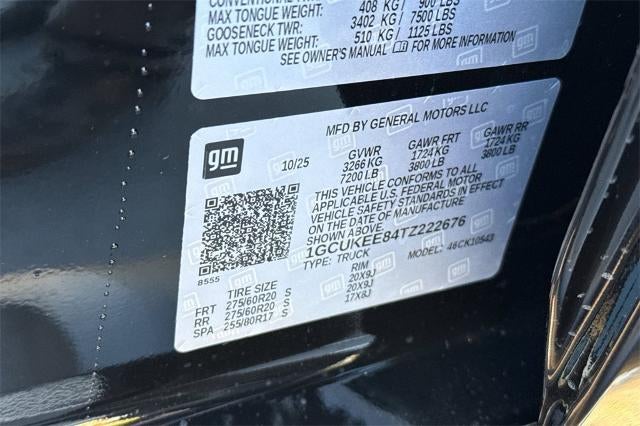 CONVENTIONAL
MAX TONGUE WEIGHT: 408 KG / 900 LBS
GOOSENECK TWR: 3402 KG / 7500 LBS
MAX TONGUE WEIGHT: 510 KG / 1125 LBS
SEE OWNER'S MANUAL FOR MORE INFORMATION
gm
MFD BY GENERAL MOTORS LLC
10/25
GVWR GAWR FRT GAWR RR
3266 KG 1724 KG 1724 KG
7200 LB 3800 LB 3800 LB
THIS VEHICLE CONFORMS TO ALL
APPLICABLE U.S. FEDERAL MOTOR
VEHICLE SAFETY STANDARDS IN EFFECT
ON THE DATE OF MANUFACTURE
1GCUKEE84TZ222676
TYPE: TRUCK MODEL: 46CK10543
8555
TIRE SIZE RIM
FRT 275/60R20 S 20X9J
RR 275/60R20 S 20X9J
SPA 255/80R17 S 17X8J